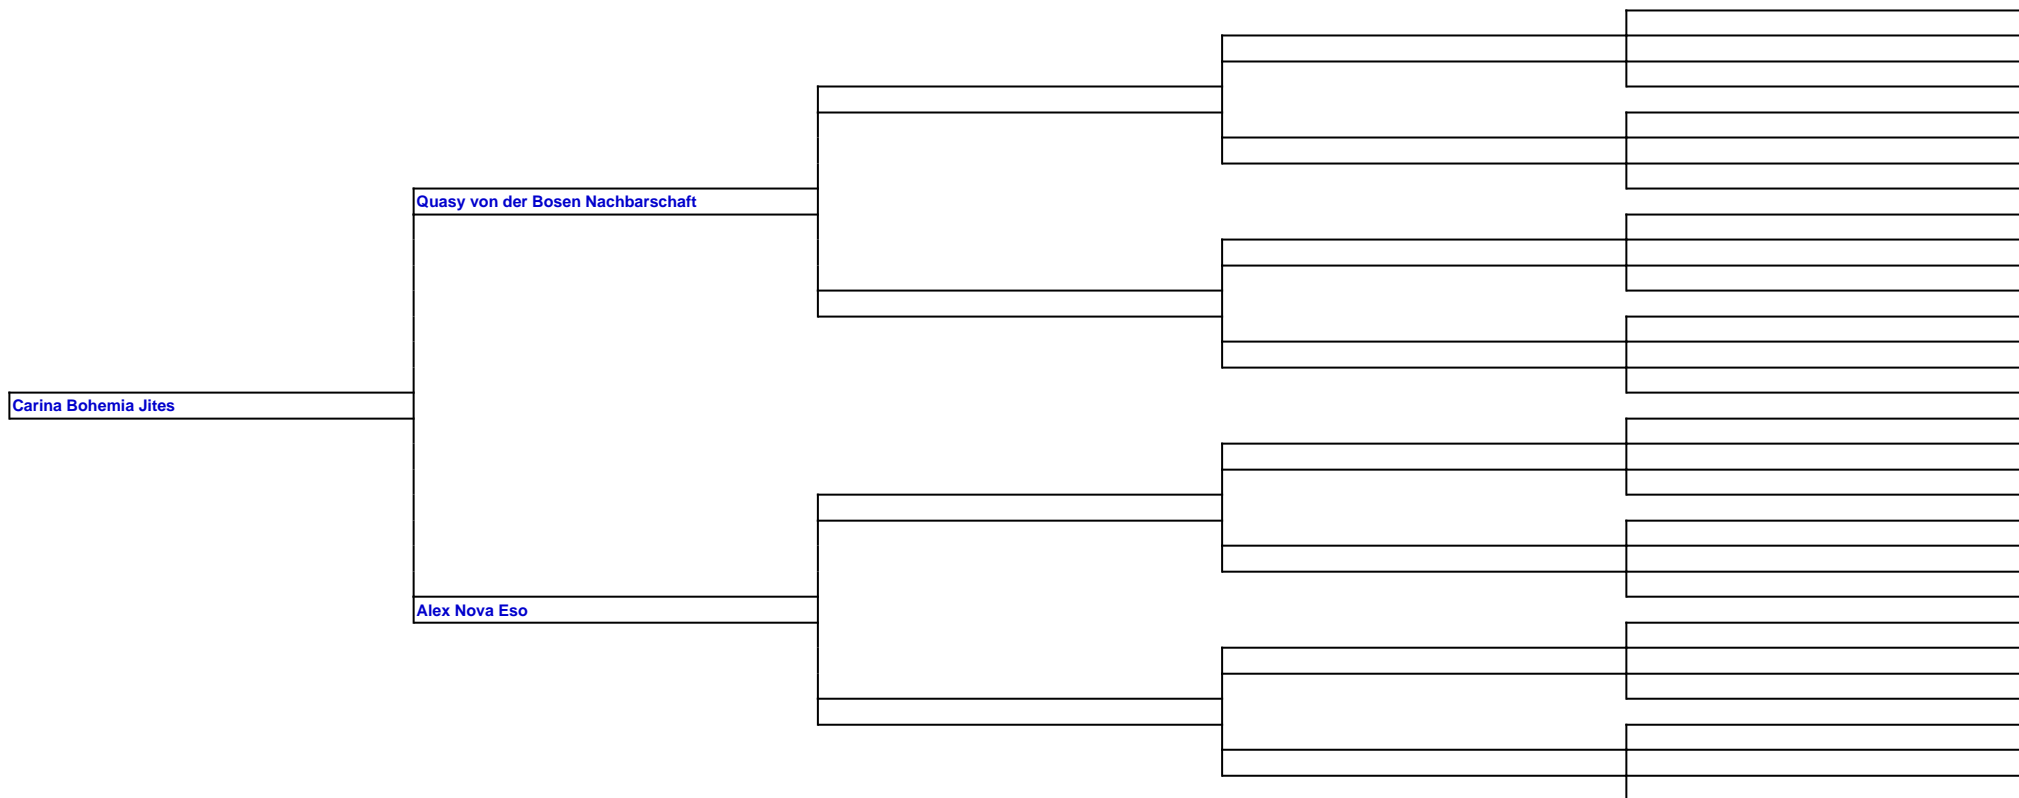 Quasy von der Bosen Nachbarschaft
Carina Bohemia Jites
Alex Nova Eso